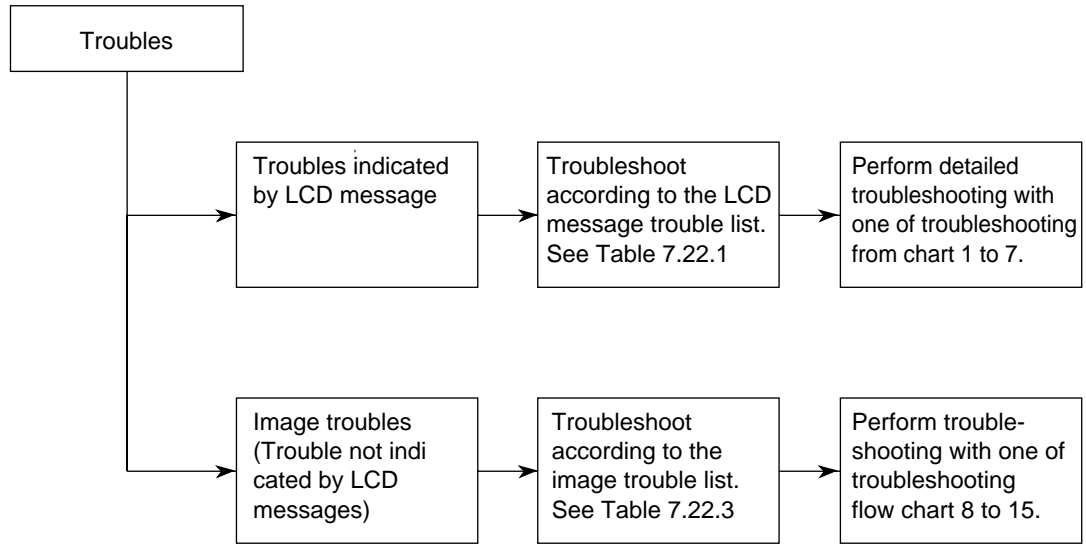 Troubles
Troubles indicated
by LCD message
Troubleshoot
according to the LCD
message trouble list.
See Table 7.22.1
Perform detailed
troubleshooting with
one of troubleshooting
from chart 1 to 7.
Image troubles
(Trouble not indi
cated by LCD
messages)
Troubleshoot
according to the
image trouble list.
See Table 7.22.3
Perform trouble-
shooting with one of
troubleshooting
flow chart 8 to 15.